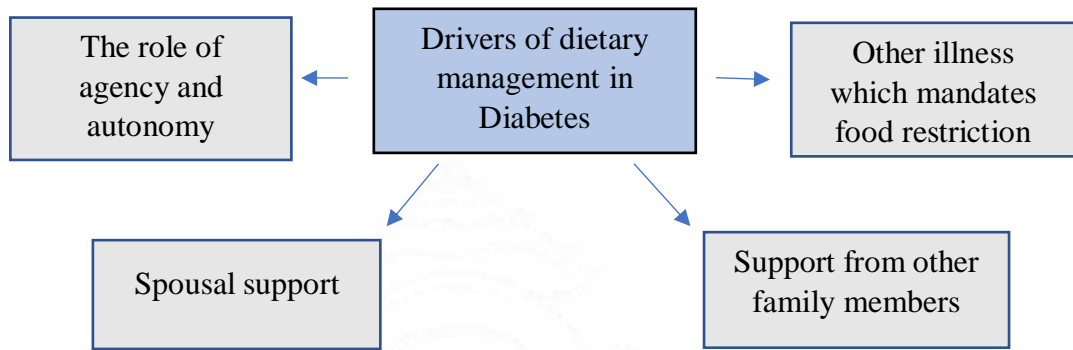 The role of
agency and
autonomy
Drivers of dietary
management in
Diabetes
Other illness
which mandates
food restriction
Spousal support
Support from other
family members